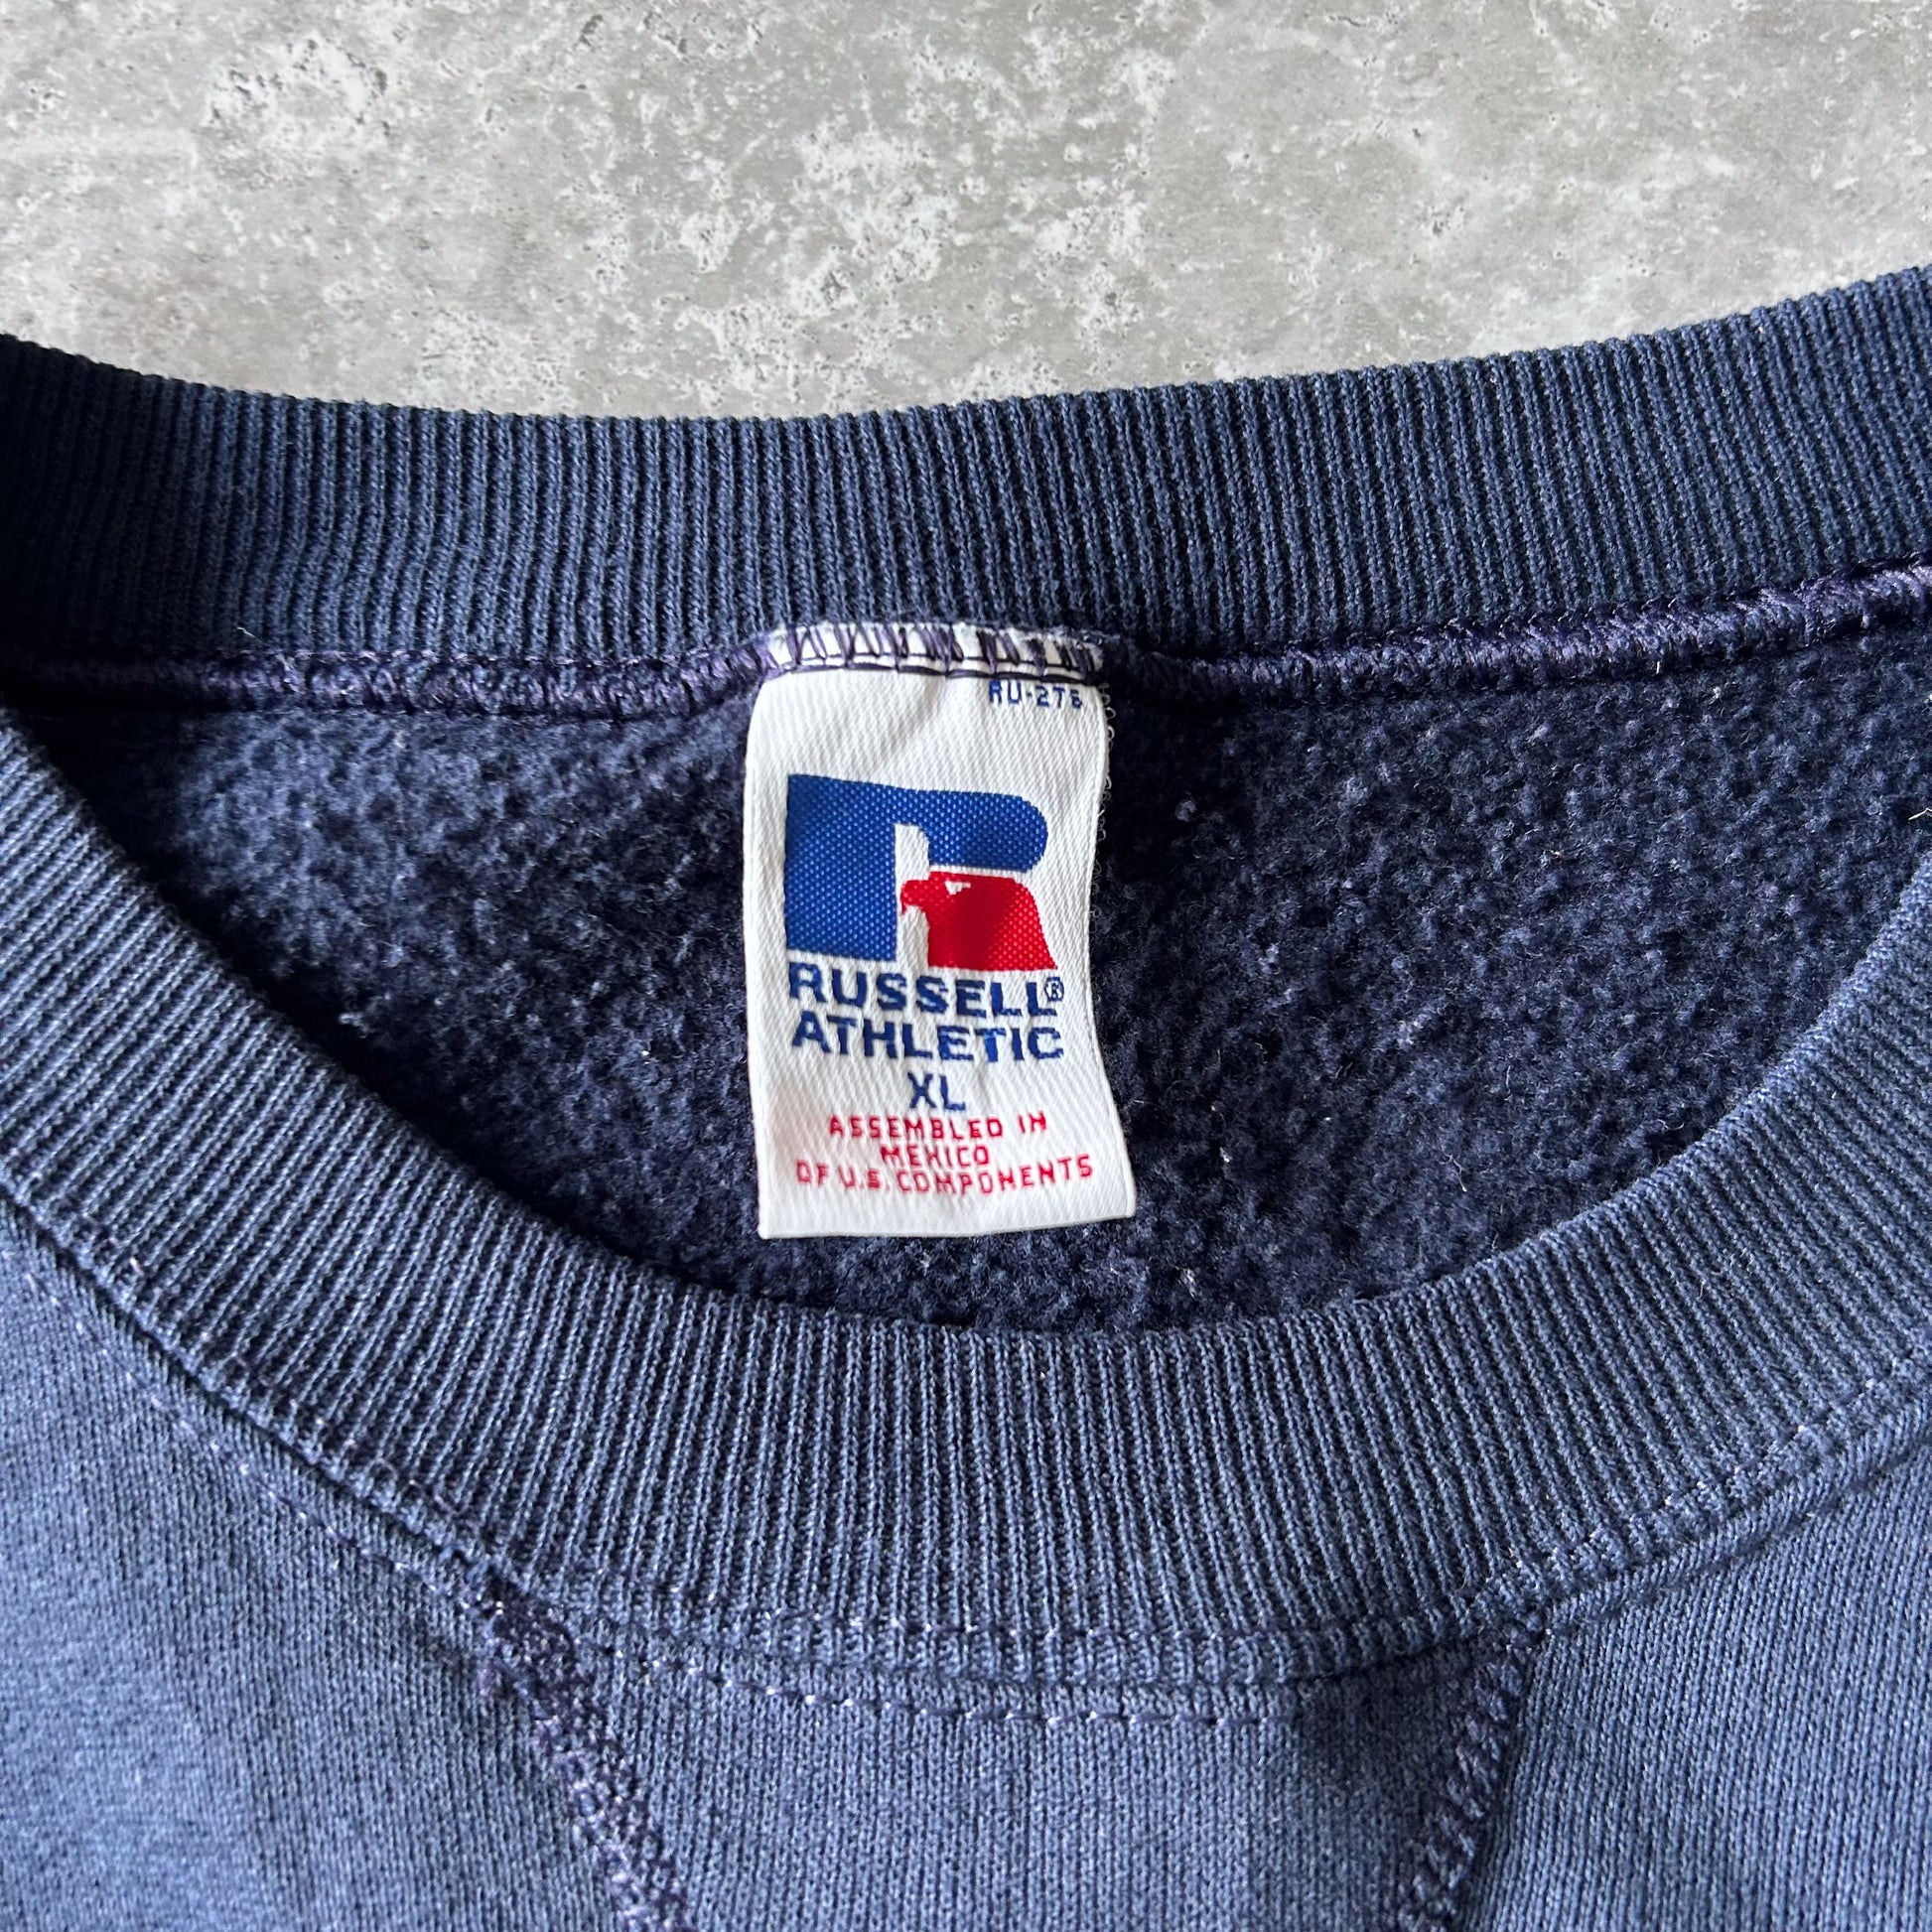 RU-276
RUSSELL®
ATHLETIC
XL
ASSEMBLED IN
MEXICO
OF U.S. COMPONENTS